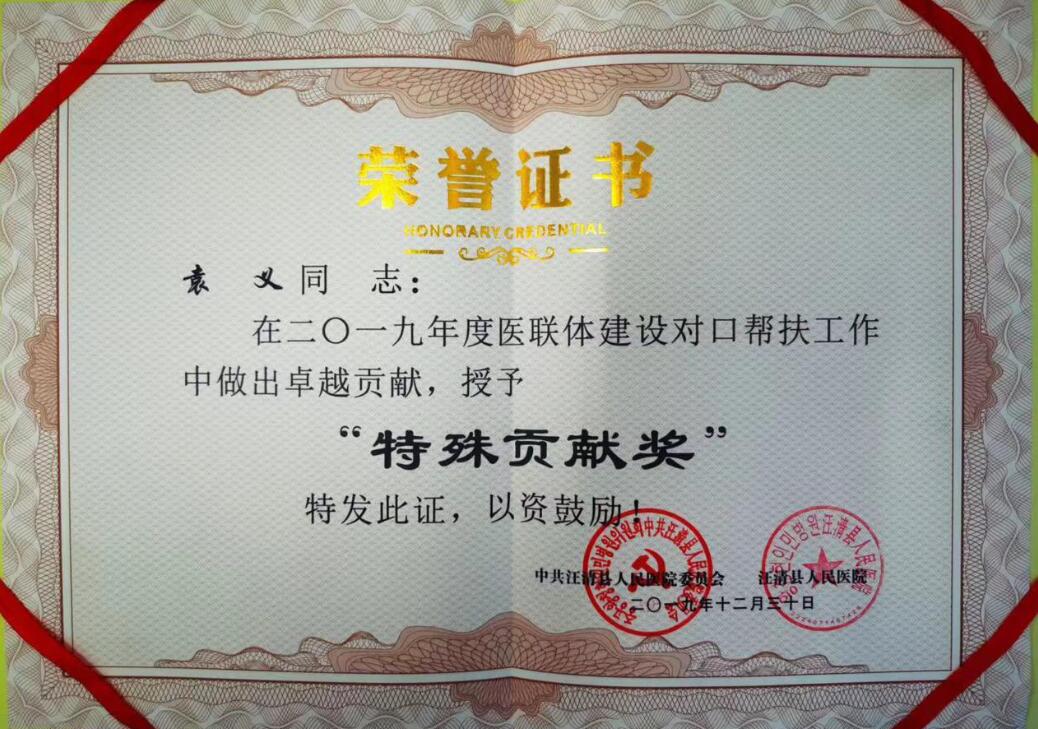 荣誉证书
HONORARY CREDENTIAL
袁 义 同 志：
在二〇一九年度医联体建设对口帮扶工作
中做出卓越贡献，授予
“特殊贡献奖”
特发此证，以资鼓励！
中共汪清县人民医院委员会 汪清县人民医院
二〇一九年十二月三十日